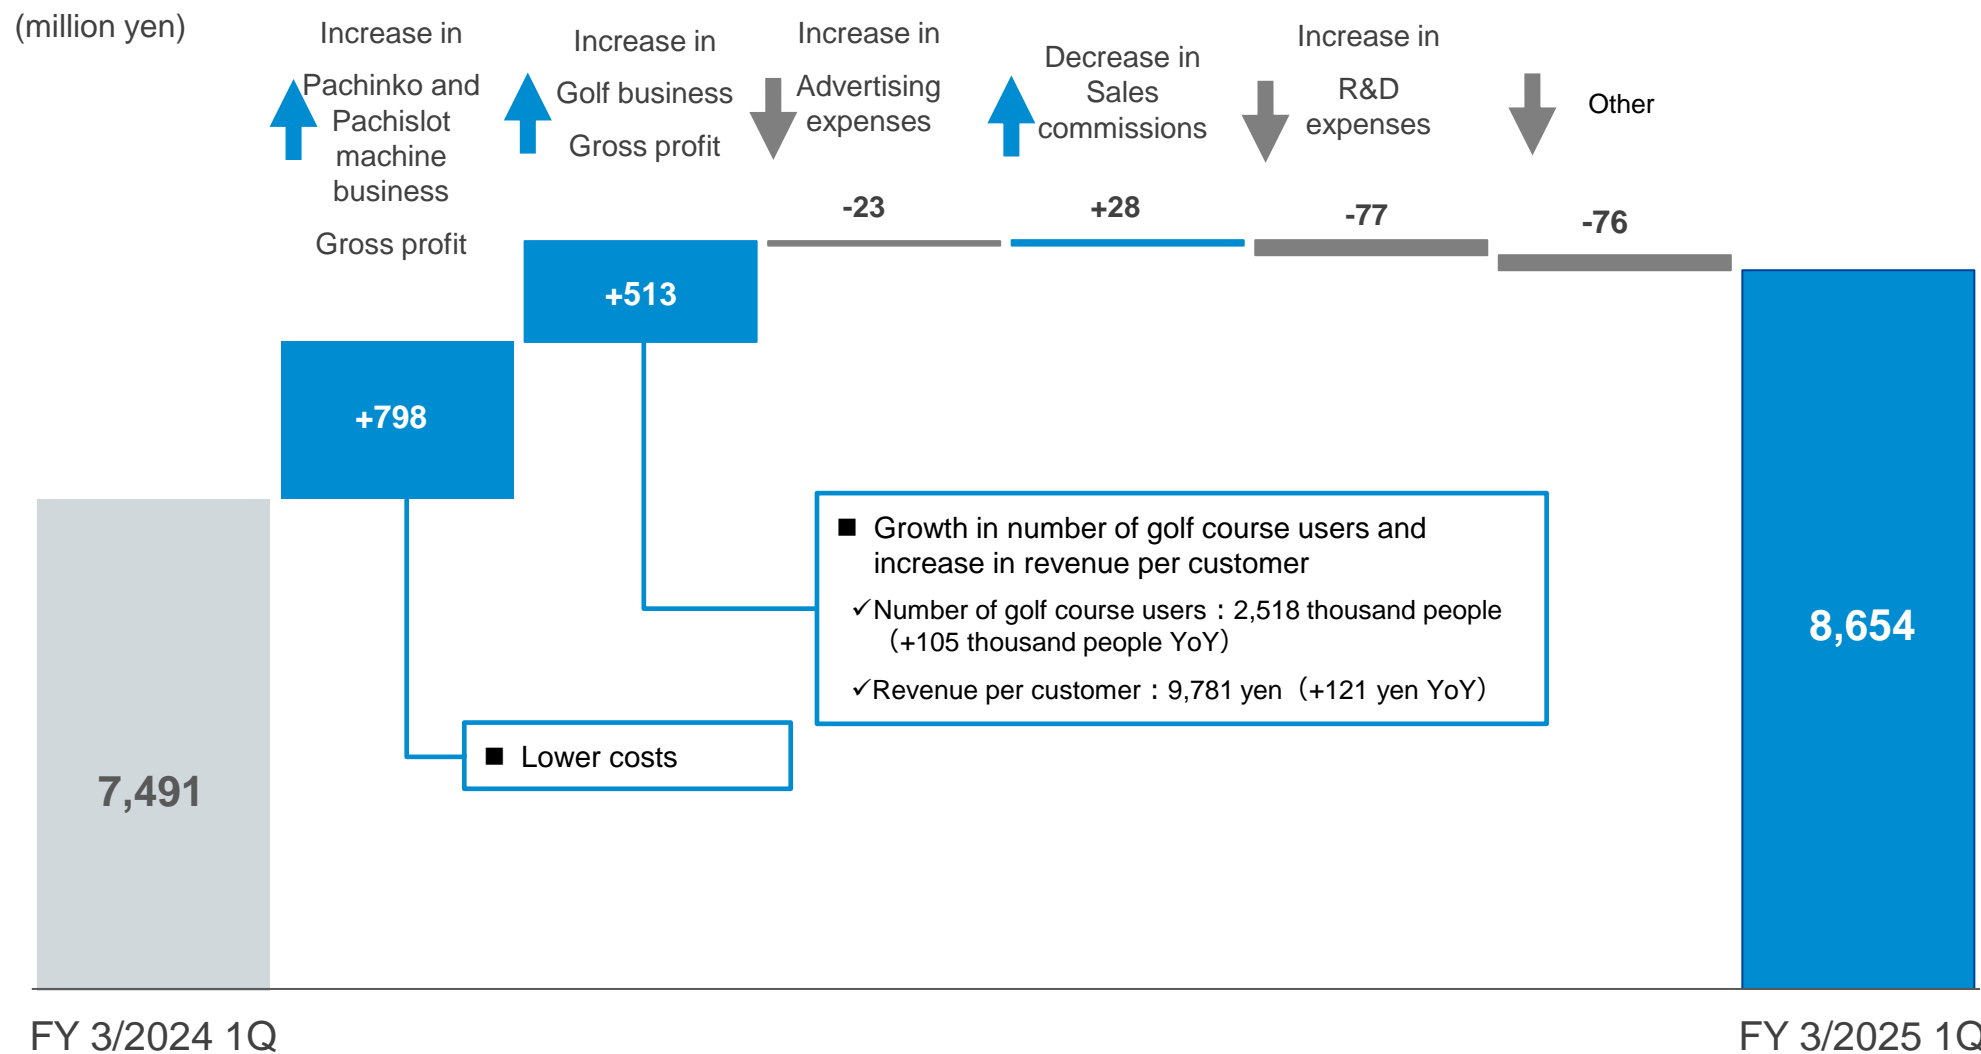 (million yen)
Increase in
Pachinko and
Pachislot
machine
business
Gross profit
Increase in
Golf business
Gross profit
Increase in
Advertising
expenses
Decrease in
Sales
commissions
Increase in
R&D
expenses
Other
-23
+28
-77
-76
+513
+798
■ Growth in number of golf course users and
increase in revenue per customer
✓Number of golf course users：2,518 thousand people
（+105 thousand people YoY）
✓Revenue per customer：9,781 yen（+121 yen YoY）
■ Lower costs
7,491
8,654
FY 3/2024 1Q
FY 3/2025 1Q